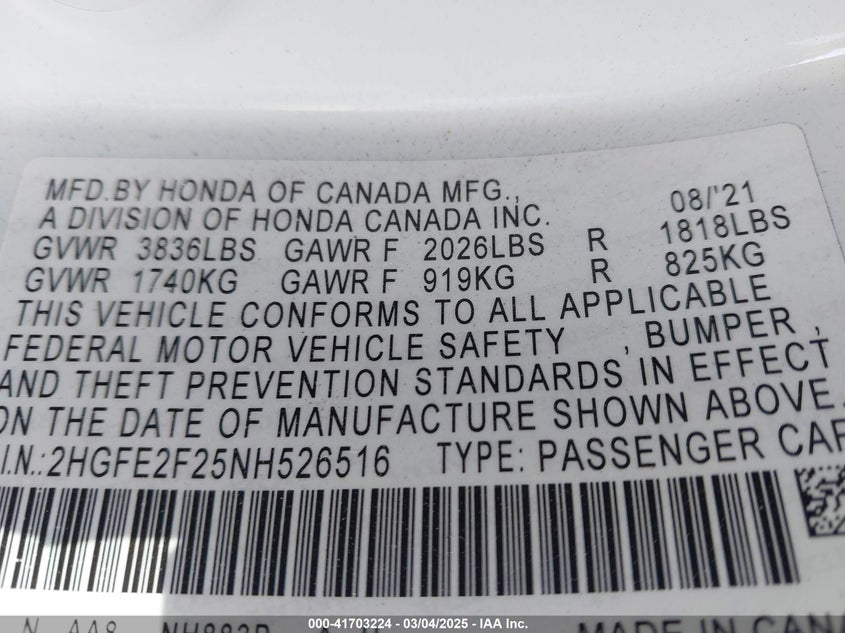 MFD.BY HONDA OF CANADA MFG., 08/'21
A DIVISION OF HONDA CANADA INC.
GVWR 3836LBS GAWR F 2026LBS R 1818LBS
GVWR 1740KG GAWR F 919KG R 825KG
THIS VEHICLE CONFORMS TO ALL APPLICABLE
FEDERAL MOTOR VEHICLE SAFETY , BUMPER ,
AND THEFT PREVENTION STANDARDS IN EFFECT
ON THE DATE OF MANUFACTURE SHOWN ABOVE.
I.N.:2HGFE2F25NH526516 TYPE: PASSENGER CAR
000-41703224 - 03/04/2025 - IAAI.com